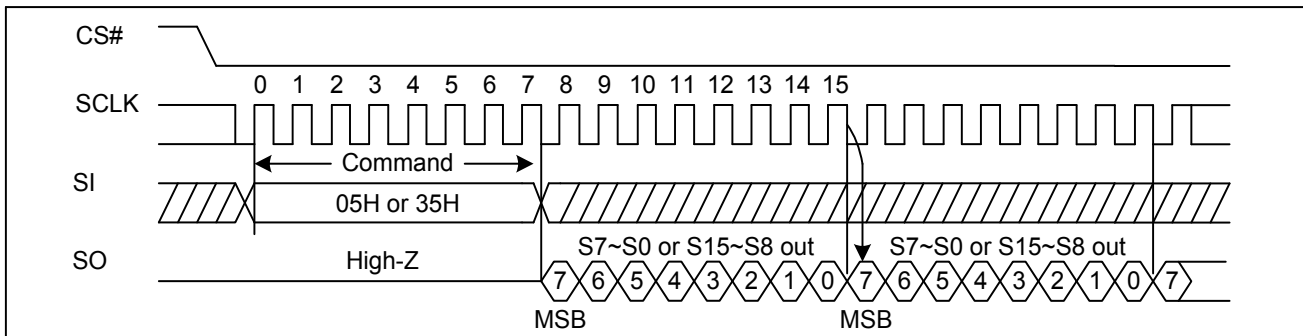 CS#
0 1 2 3 4 5 6 7 8 9 10 11 12 13 14 15
SCLK
Command
SI
05H or 35H
S7~S0 or S15~S8 out S7~S0 or S15~S8 out
SO High-Z
7 6 5 4 3 2 1 0 7 6 5 4 3 2 1 0 7
MSB MSB